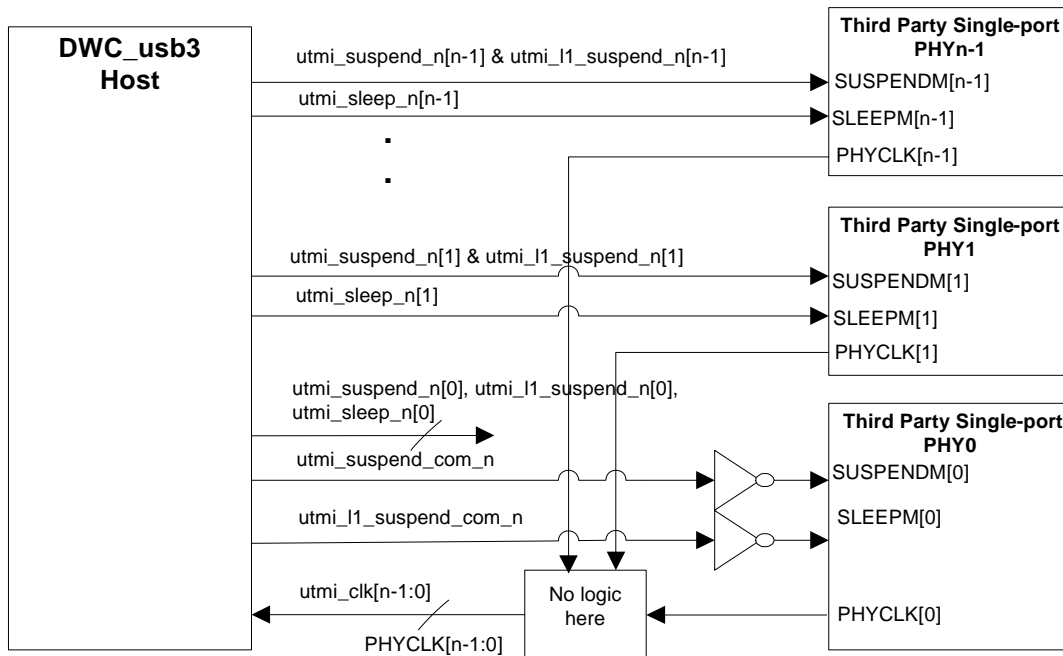 DWC_usb3
Host
utmi_suspend_n[n-1] & utmi_l1_suspend_n[n-1]
utmi_sleep_n[n-1]
.
.
Third Party Single-port
PHYn-1
SUSPENDM[n-1]
SLEEPM[n-1]
PHYCLK[n-1]
utmi_suspend_n[1] & utmi_l1_suspend_n[1]
utmi_sleep_n[1]
Third Party Single-port
PHY1
SUSPENDM[1]
SLEEPM[1]
PHYCLK[1]
utmi_suspend_n[0], utmi_l1_suspend_n[0],
utmi_sleep_n[0]
utmi_suspend_com_n
utmi_l1_suspend_com_n
Third Party Single-port
PHY0
SUSPENDM[0]
SLEEPM[0]
PHYCLK[0]
utmi_clk[n-1:0]
PHYCLK[n-1:0]
No logic
here